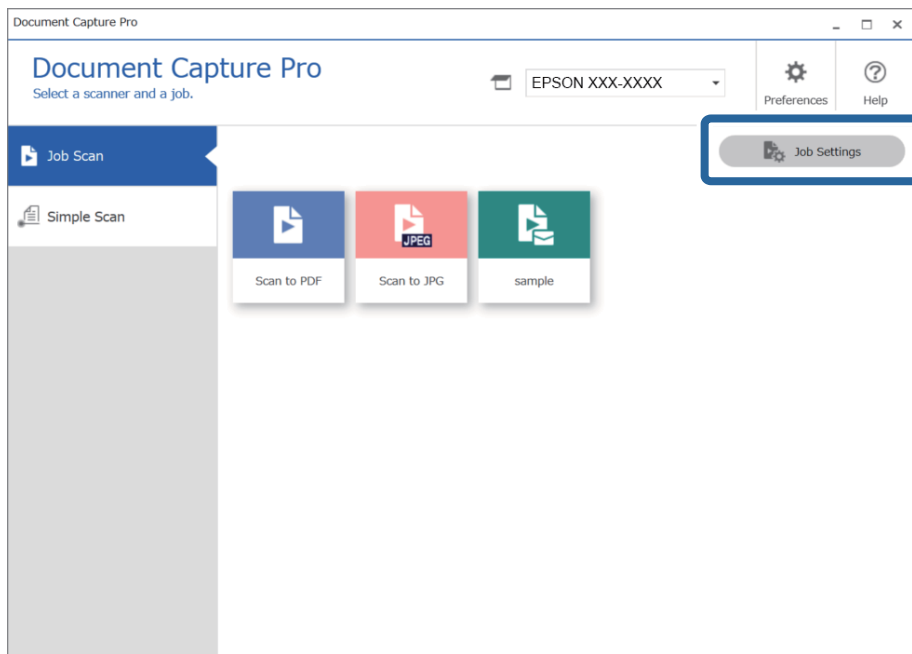 Document Capture Pro
Document Capture Pro
Select a scanner and a job.
EPSON XXX-XXXX
Preferences
Help
Job Scan
Job Settings
Simple Scan
JPEG
Scan to PDF
Scan to JPG
sample